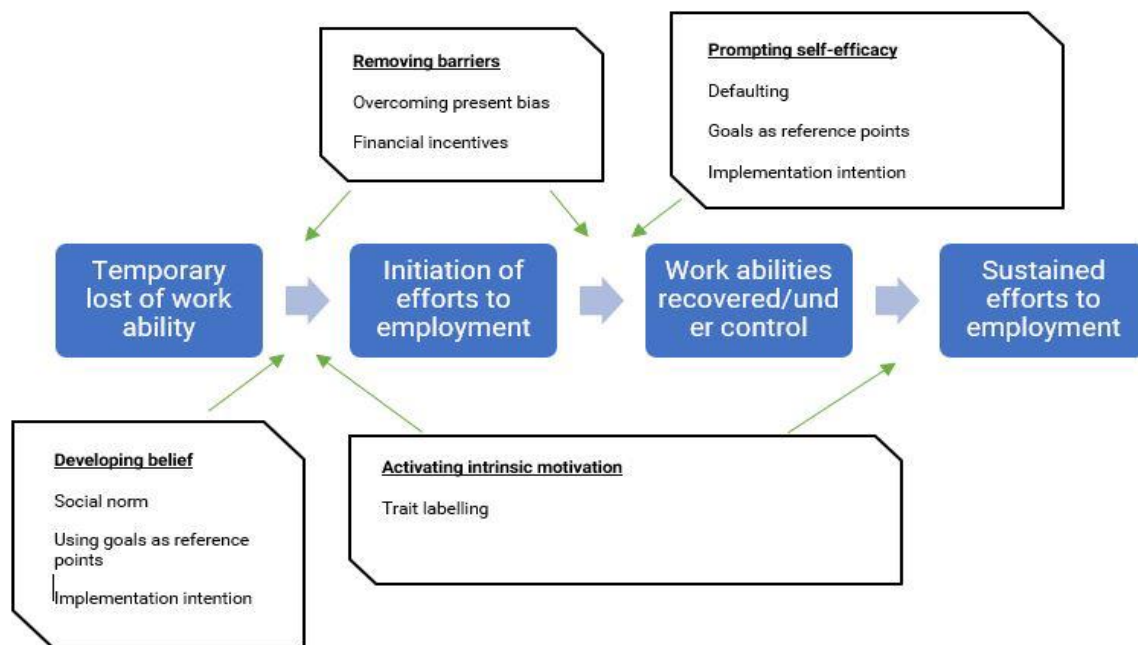 Removing barriers
Overcoming present bias
Financial incentives
Prompting self-efficacy
Defaulting
Goals as reference points
Implementation intention
Temporary
lost of work
ability
Initiation of
efforts to
employment
Work abilities
recovered/und
er control
Sustained
efforts to
employment
Developing belief
Social norm
Using goals as reference
points
Implementation intention
Activating intrinsic motivation
Trait labelling